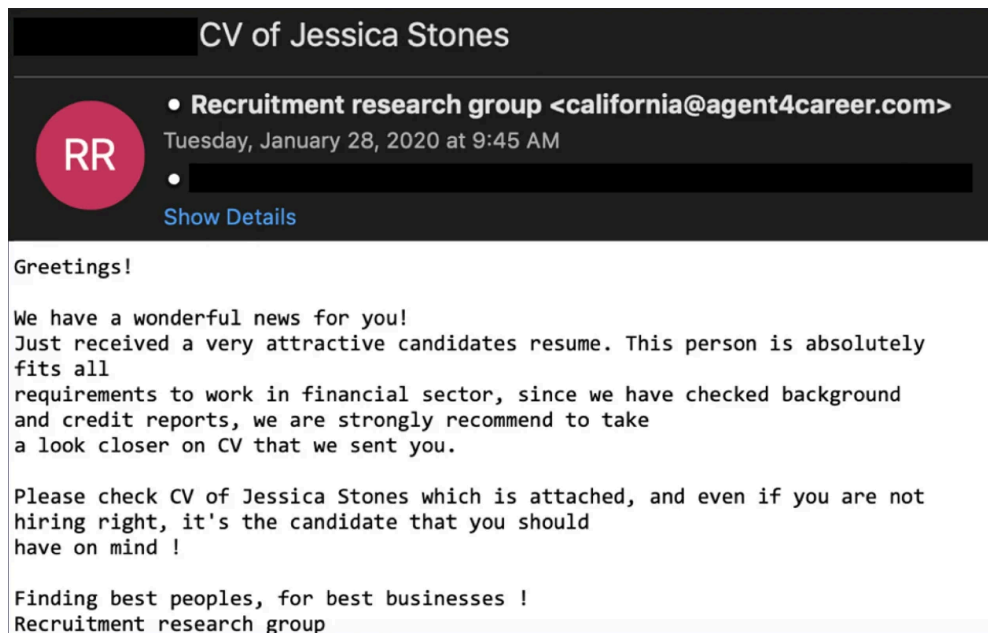 CV of Jessica Stones
• Recruitment research group <california@agent4career.com>
RR
Tuesday, January 28, 2020 at 9:45 AM
•
Show Details
Greetings!
We have a wonderful news for you!
Just received a very attractive candidates resume. This person is absolutely
fits all
requirements to work in financial sector, since we have checked background
and credit reports, we are strongly recommend to take
a look closer on CV that we sent you.
Please check CV of Jessica Stones which is attached, and even if you are not
hiring right, it's the candidate that you should
have on mind !
Finding best peoples, for best businesses !
Recruitment research group